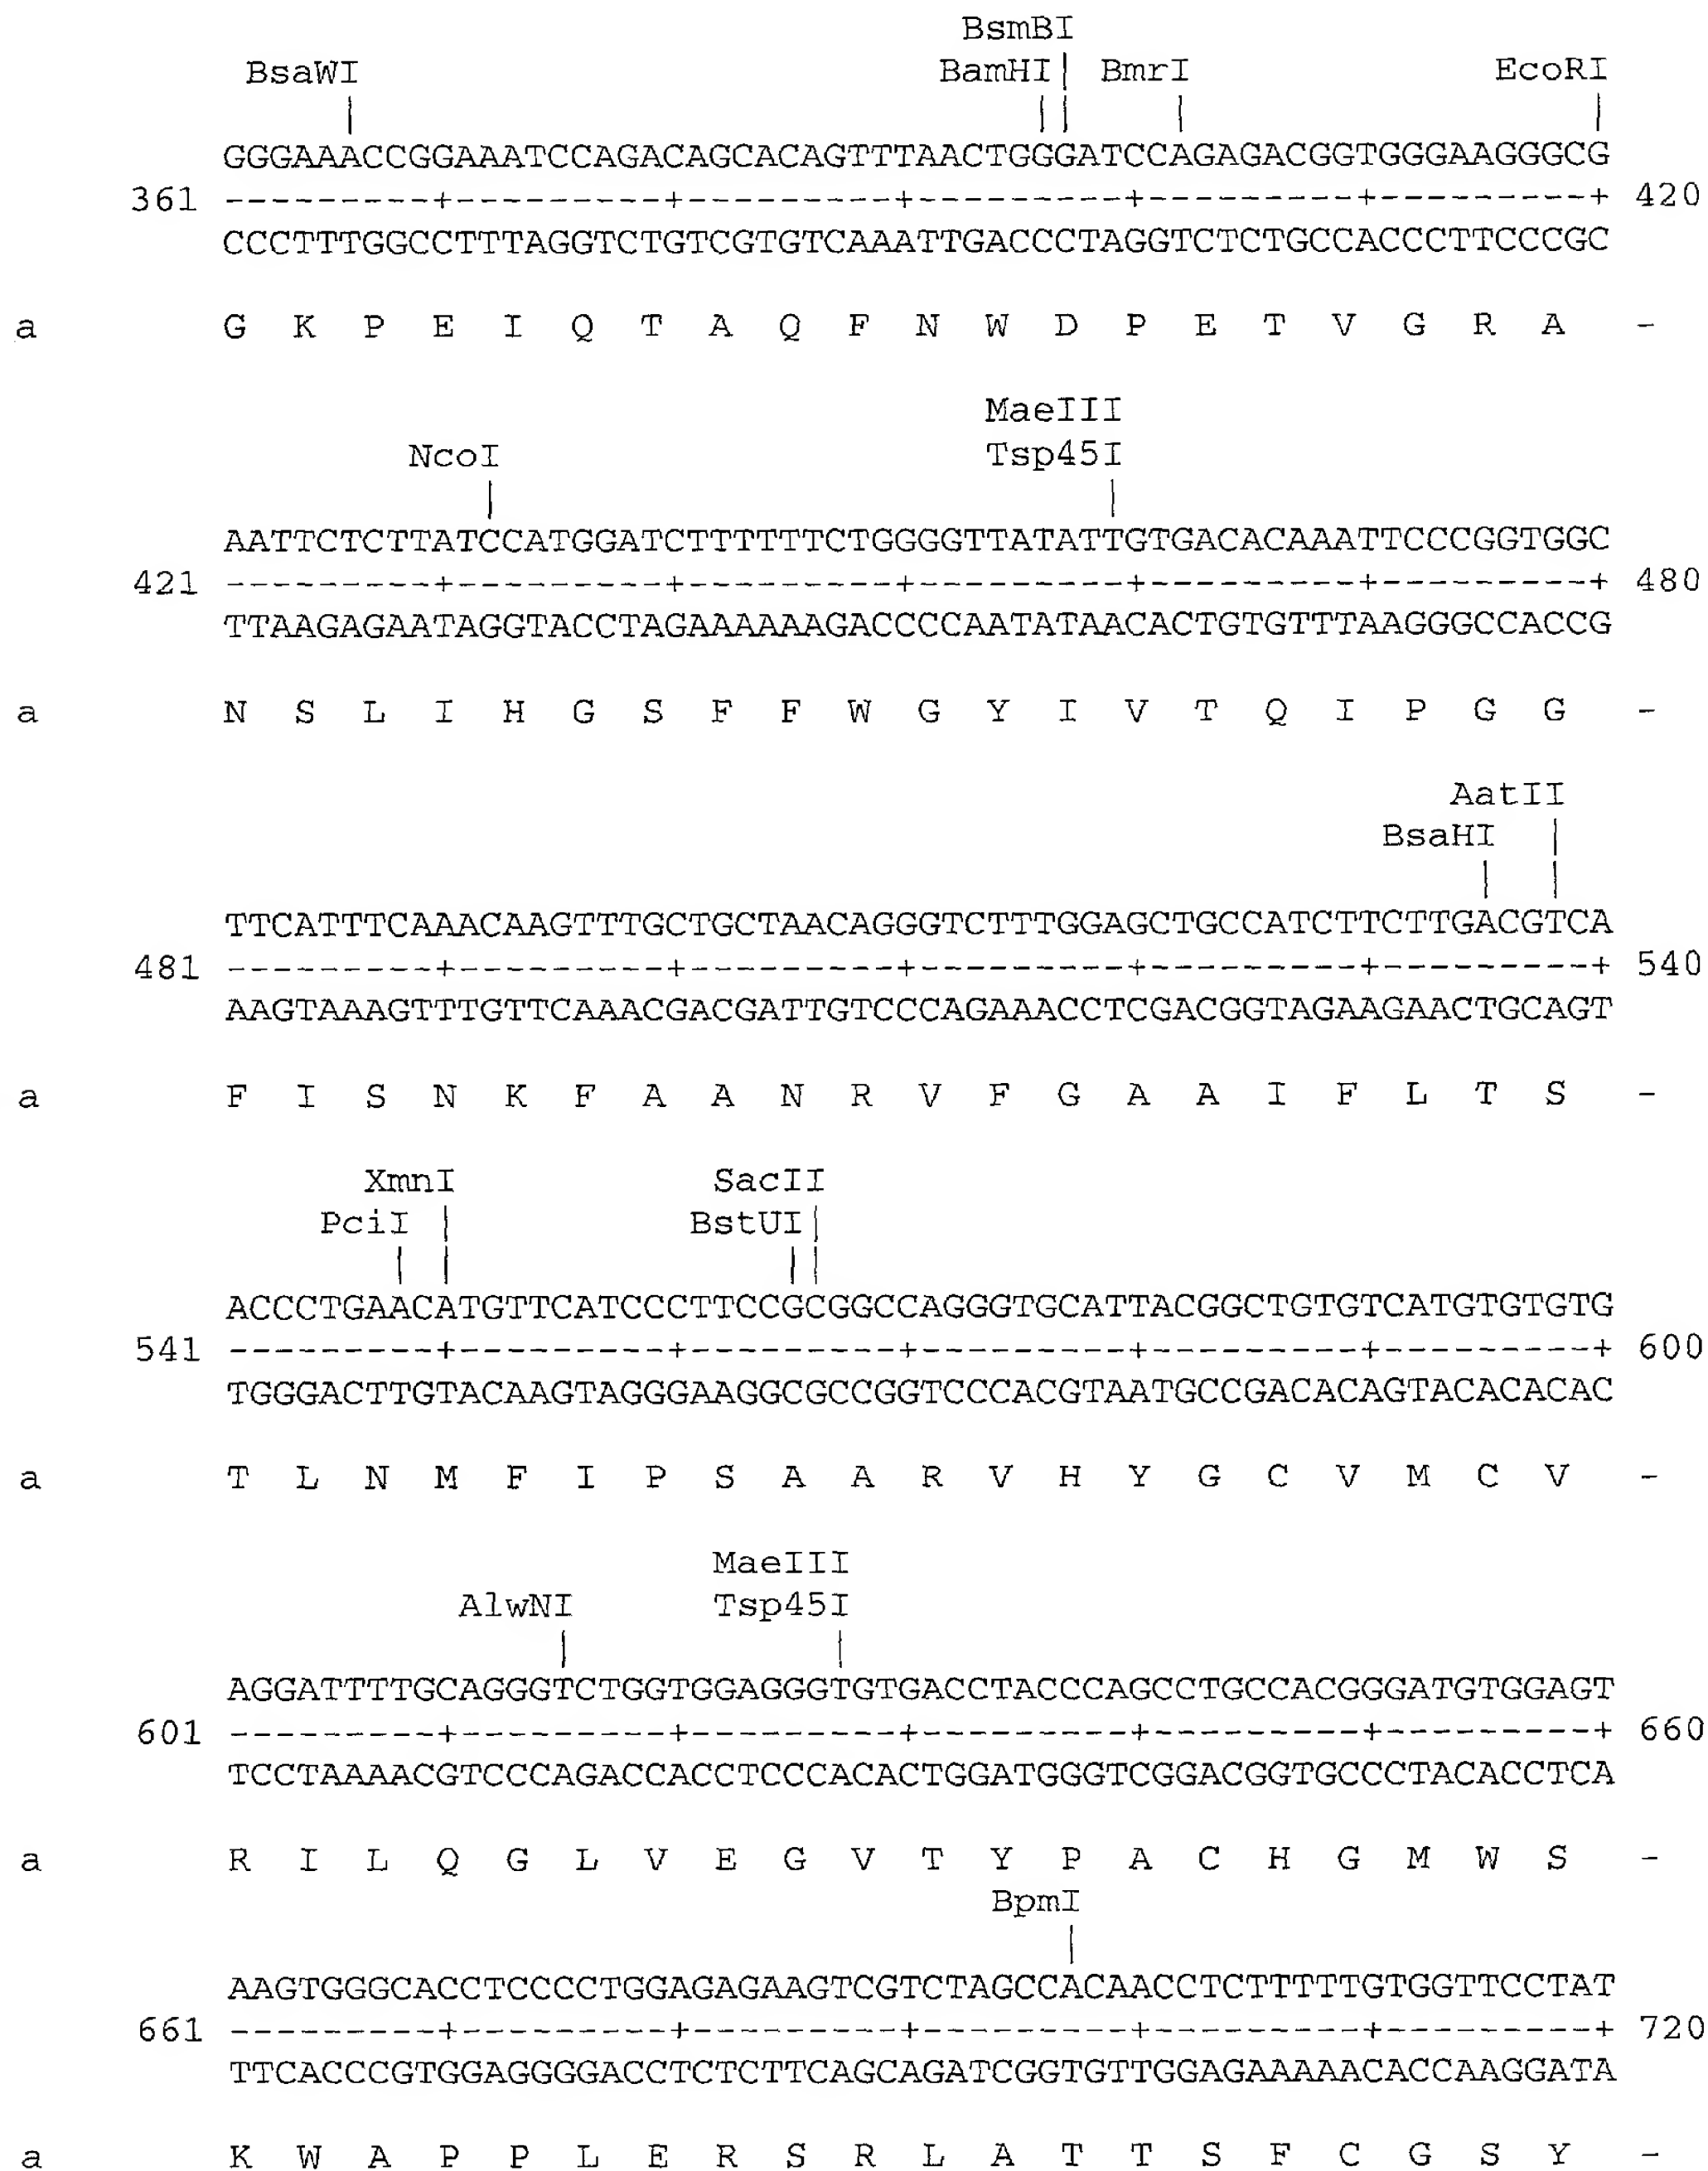 BsmBI
BsaWI BamHI| BmrI EcoRI
| || | |
GGGAAACCGGAAATCCAGACAGCACAGTTTAACTGGGATCCAGAGACGGTGGGAAGGGCG
361 ---------+---------+---------+---------+---------+---------+ 420
CCCTTTGGCCTTTAGGTCTGTCGTGTCAAATTGACCCTAGGTCTCTGCCACCCTTCCCGC
a G K P E I Q T A Q F N W D P E T V G R A -
MaeIII
NcoI Tsp45I
| |
AATTCTCTTATCCATGGATCTTTTTTCTGGGGTTATATTGTGACACAAATTCCCGGTGGC
421 ---------+---------+---------+---------+---------+---------+ 480
TTAAGAGAATAGGTACCTAGAAAAAAGACCCCAATATAACACTGTGTTTAAGGGCCACCG
a N S L I H G S F F W G Y I V T Q I P G G -
AatII
BsaHI |
| |
TTCATTTCAAACAAGTTTGCTGCTAACAGGGTCTTTGGAGCTGCCATCTTCTTGACGTCA
481 ---------+---------+---------+---------+---------+---------+ 540
AAGTAAAGTTTGTTCAAACGACGATTGTCCCAGAAACCTCGACGGTAGAAGAACTGCAGT
a F I S N K F A A N R V F G A A I F L T S -
XmnI SacII
PciI | BstUI|
| | ||
ACCCTGAACATGTTCATCCCTTCCGCGGCCAGGGTGCATTACGGCTGTGTCATGTGTGTG
541 ---------+---------+---------+---------+---------+---------+ 600
TGGGACTTGTACAAGTAGGGAAGGCGCCGGTCCCACGTAATGCCGACACAGTACACACAC
a T L N M F I P S A A R V H Y G C V M C V -
MaeIII
AlwNI Tsp45I
| |
AGGATTTTGCAGGGTCTGGTGGAGGGTGTGACCTACCCAGCCTGCCACGGGATGTGGAGT
601 ---------+---------+---------+---------+---------+---------+ 660
TCCTAAAACGTCCCAGACCACCTCCCACACTGGATGGGTCGGACGGTGCCCTACACCTCA
a R I L Q G L V E G V T Y P A C H G M W S -
BpmI
|
AAGTGGGCACCTCCCCTGGAGAGAAGTCGTCTAGCCACAACCTCTTTTTGTGGTTCCTAT
661 ---------+---------+---------+---------+---------+---------+ 720
TTCACCCGTGGAGGGGACCTCTCTTCAGCAGATCGGTGTTGGAGAAAAACACCAAGGATA
a K W A P P L E R S R L A T T S F C G S Y -